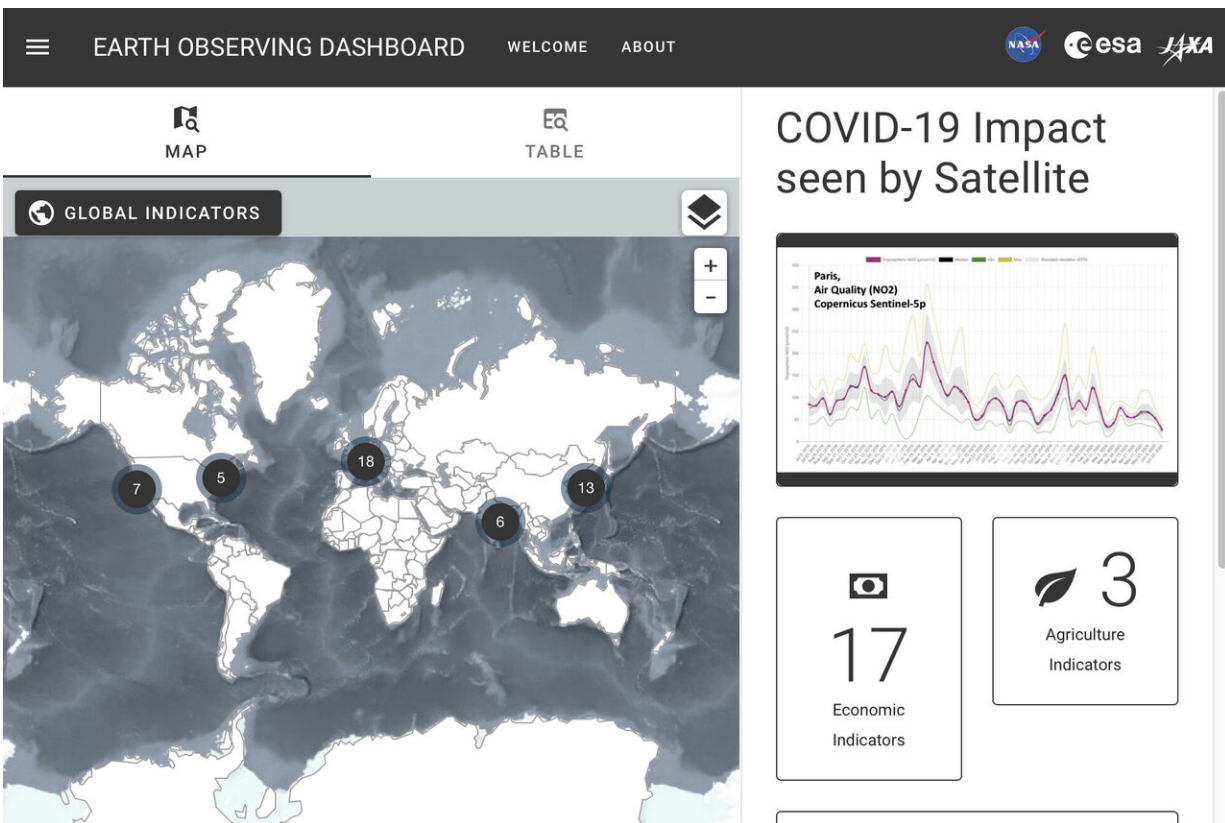 EARTH OBSERVING DASHBOARD
WELCOME
ABOUT
NASA
esa
JAXA
MAP
TABLE
GLOBAL INDICATORS
+
-
7
5
18
6
13
COVID-19 Impact
seen by Satellite
Paris,
Air Quality (NO2)
Copernicus Sentinel-5p
17
Economic
Indicators
3
Agriculture
Indicators